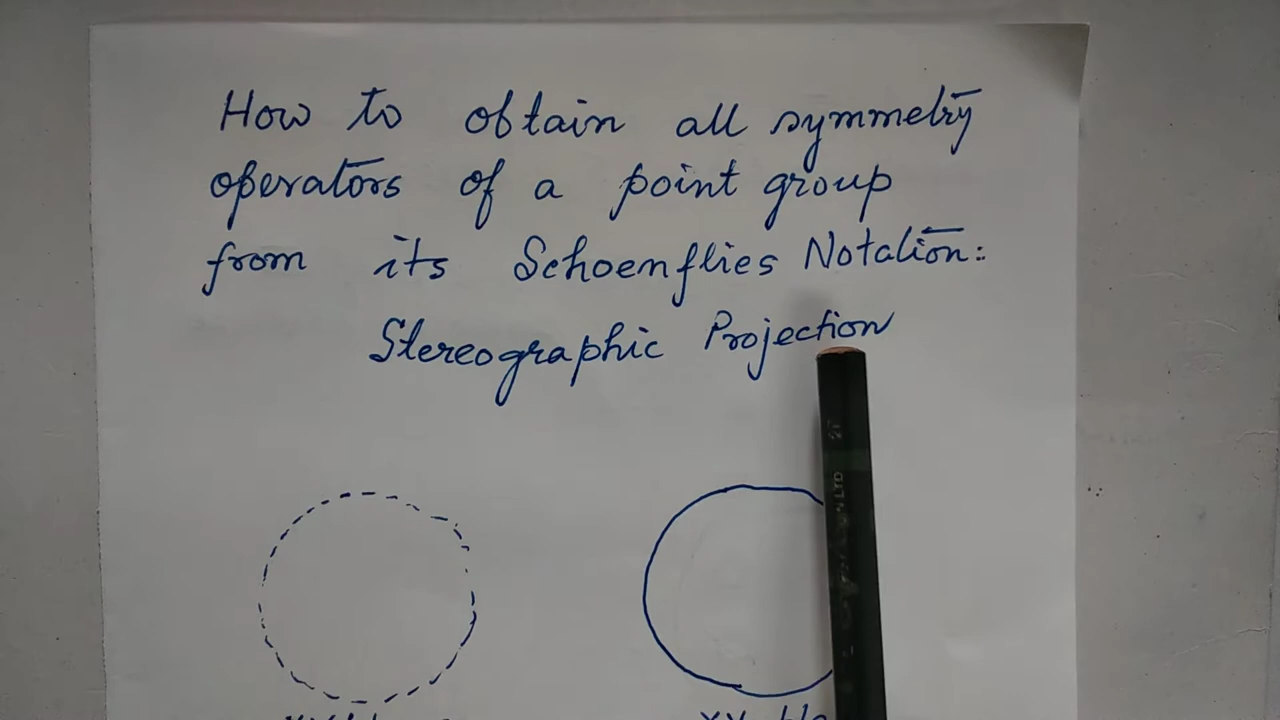 How to obtain all symmetry
operators of a point group
from its Schoenflies Notation:
Stereographic Projection